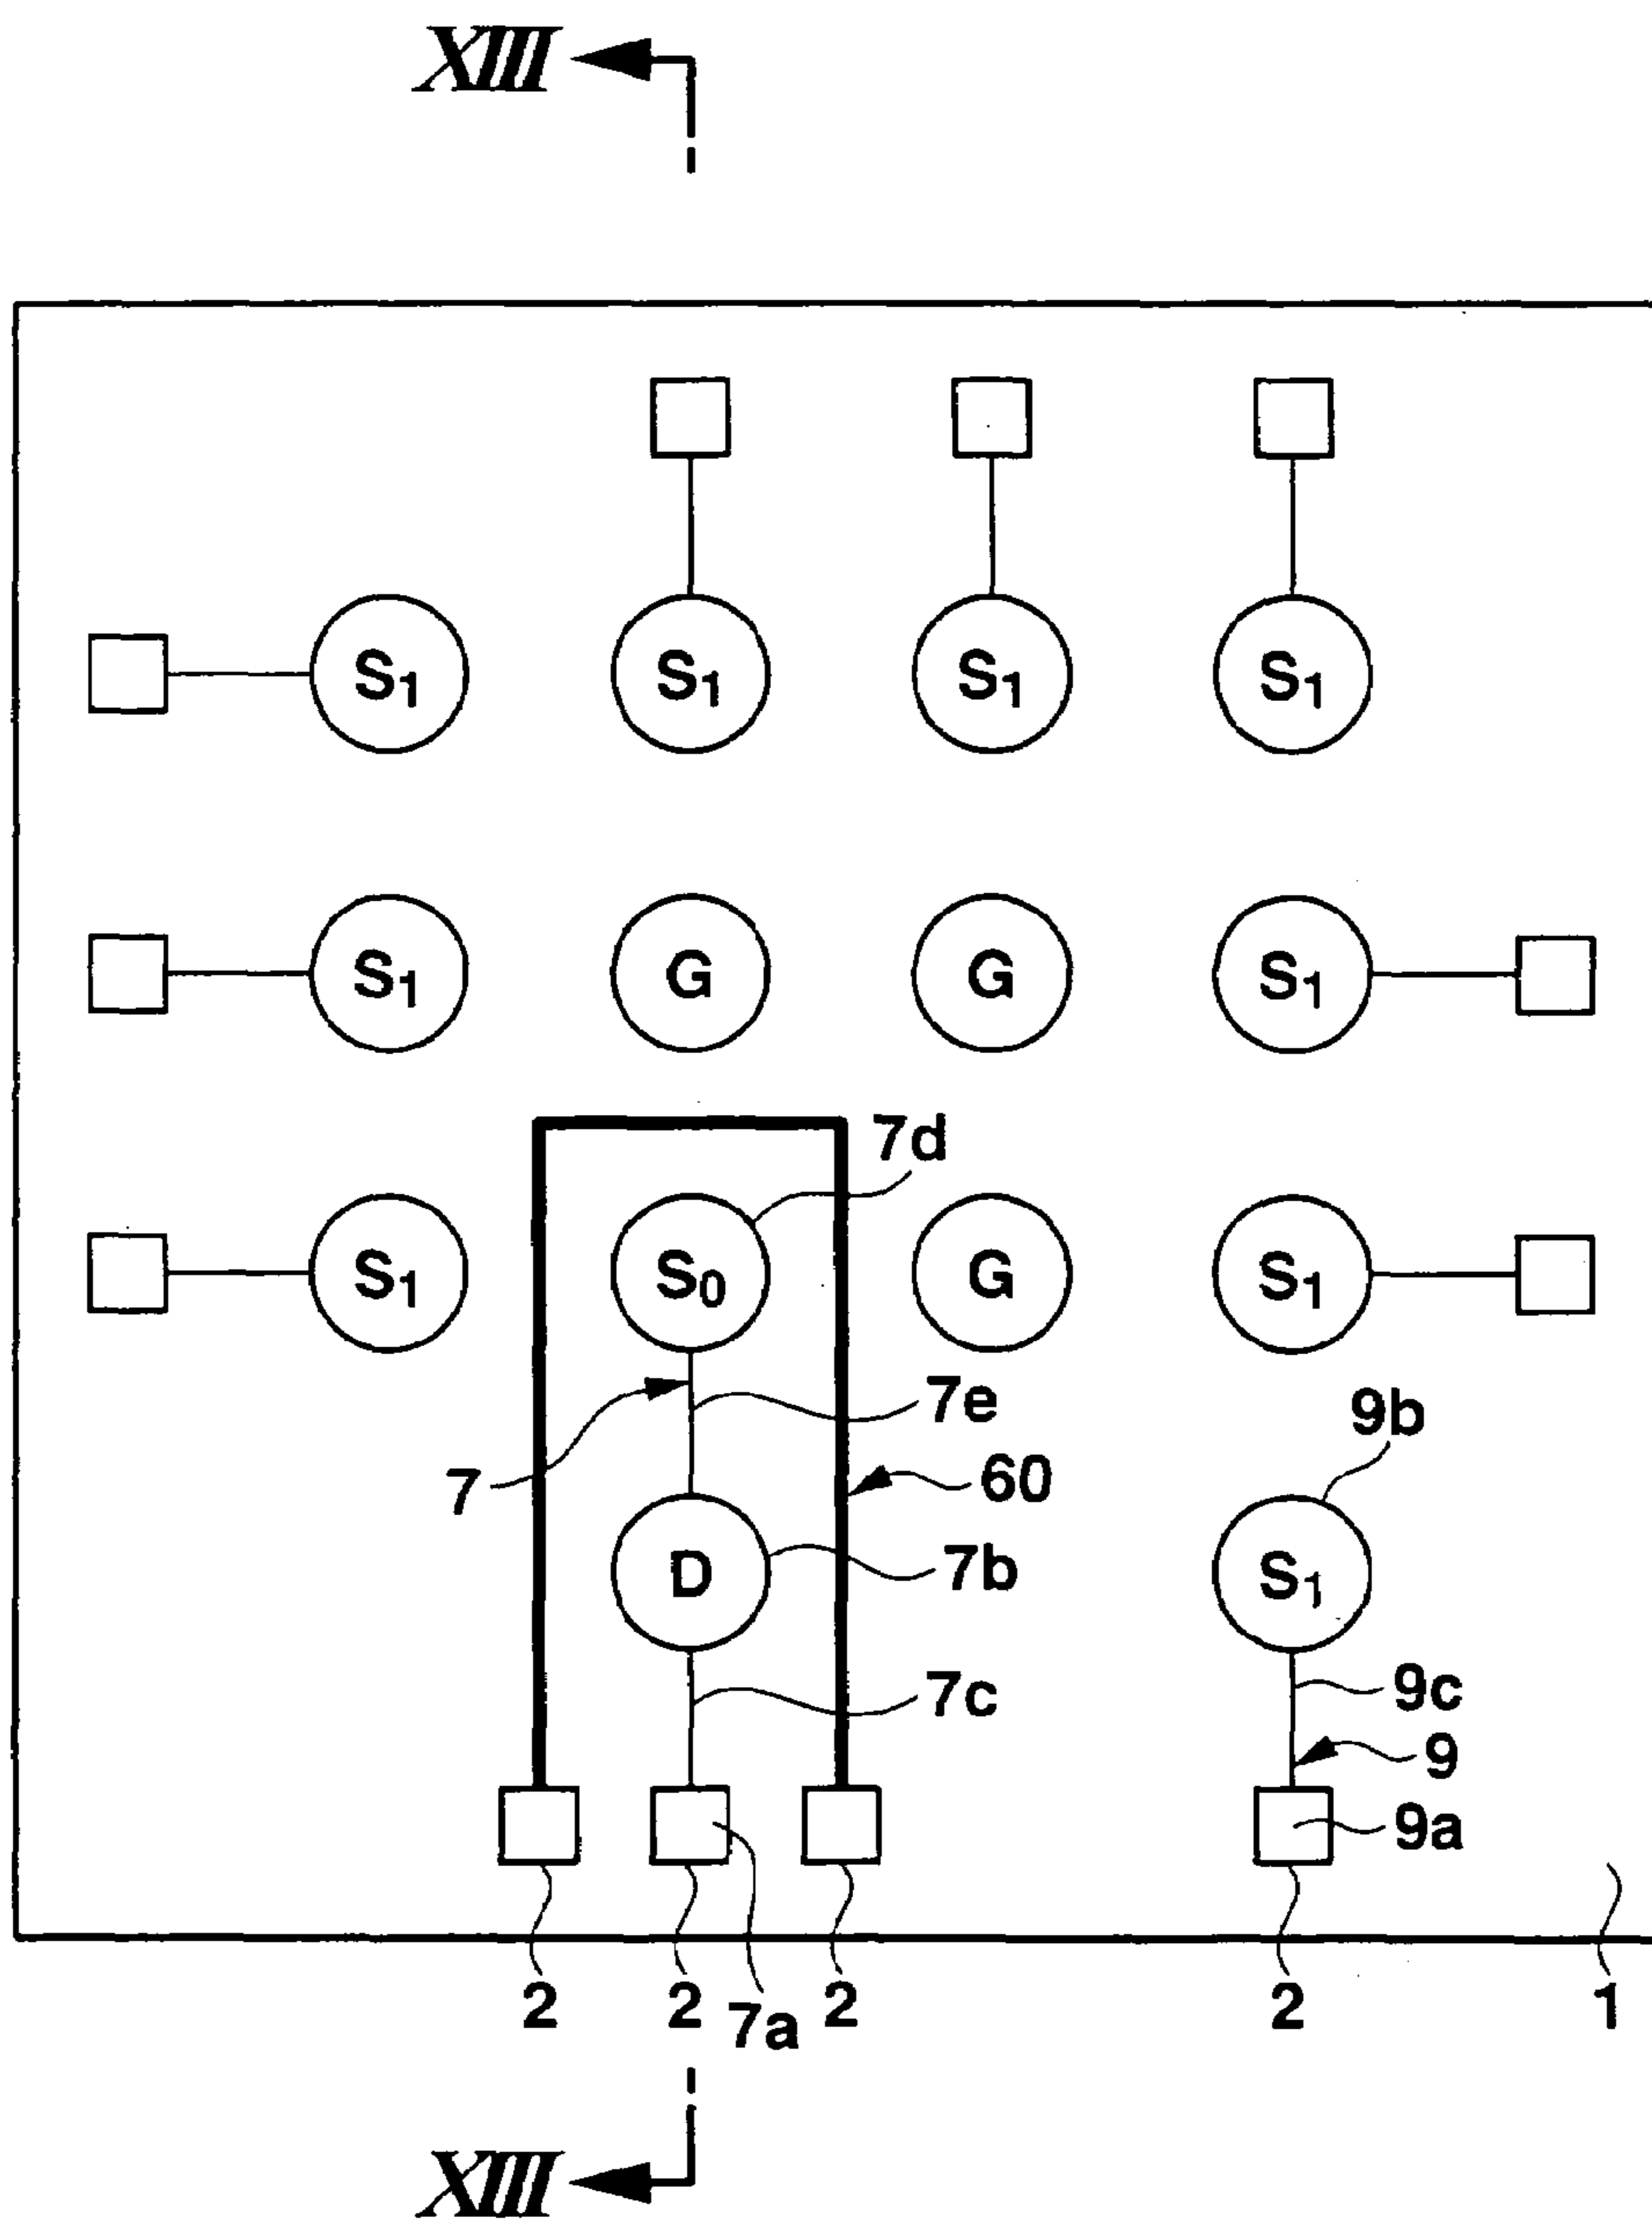 XIII
S1 S1 S1 S1
S1 G G S1
7d
S1 S0 G S1
7e
9b
7 60
D 7b S1
7c 9c
9
9a
2 2 7a 2 2 1
XIII